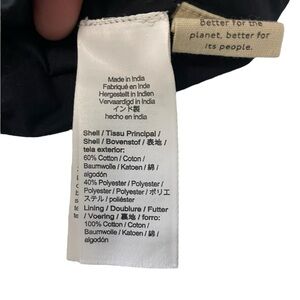 Better for the
planet, better for
its people.
Made in India
Fabriqué en Inde
Hergestellt in Indien
Vervaardigd in India
インド製
hecho en india
Shell / Tissu Principal /
Shell / Bovenstof / 表地 /
tela exterior:
60% Cotton / Coton /
Baumwolle / Katoen / 綿 /
algodón
40% Polyester / Polyester /
Polyester / Polyester / ポリエ
ステル / poliéster
Lining / Doublure / Futter
/ Voering / 裏地 / forro:
100% Cotton / Coton /
Baumwolle / Katoen / 綿 /
algodón